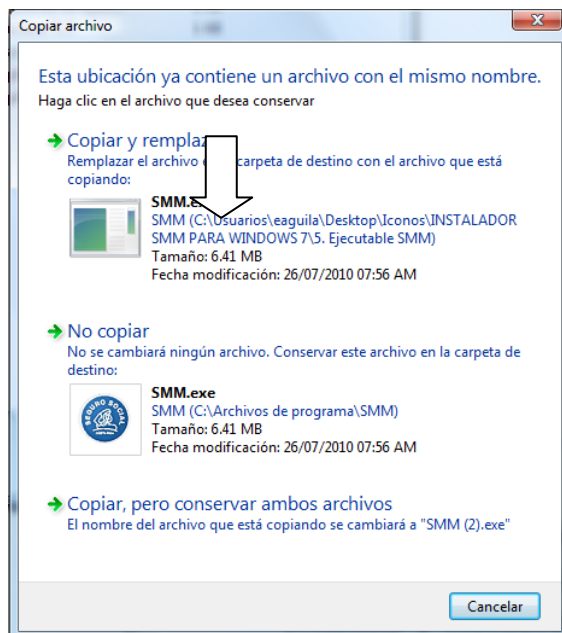 Copiar archivo
Esta ubicación ya contiene un archivo con el mismo nombre.
Haga clic en el archivo que desea conservar
Copiar y
Remplazar el archivo carpeta de destino con el archivo que está
copiando:
SMM.exe
SMM (C:\Usuarios\eaguila\Desktop\Iconos\INSTALADOR
SMM PARA WINDOWS 7\5. Ejecutable SMM)
Tamaño: 6.41 MB
Fecha modificación: 26/07/2010 07:56 AM
No copiar
No se cambiará ningún archivo. Conservar este archivo en la carpeta de
destino:
SEGURO SOCIAL
SMM.exe
SMM (C:\Archivos de programa\SMM)
Tamaño: 6.41 MB
Fecha modificación: 26/07/2010 07:56 AM
Copiar, pero conservar ambos archivos
El nombre del archivo que está copiando se cambiará a "SMM (2).exe"
Cancelar